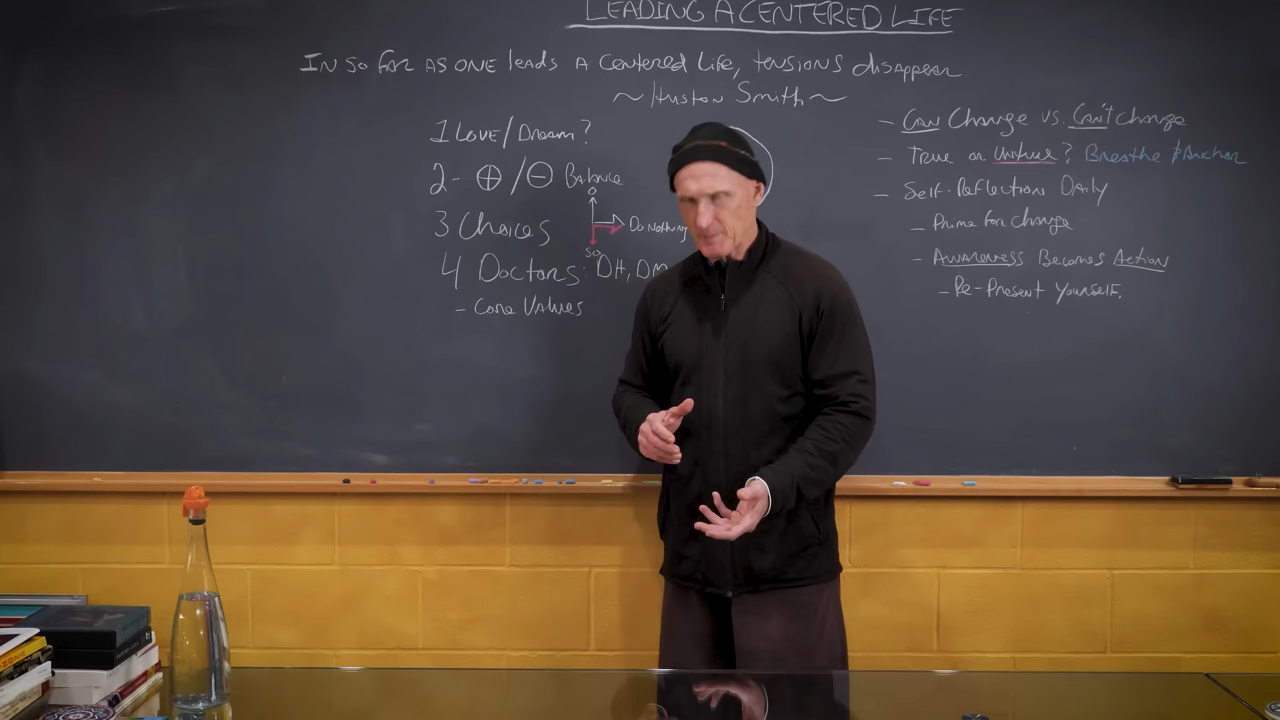 LEADING A CENTERED LIFE
IN SO FAR AS ONE leads A Centered Life, tensions disappear.
~ Huston Smith ~
1 Love/Dream?
2- ⊕/⊖ Balance
3 Choices
Do Nothing
4 Doctors: DH, DM
- Core Values
- Can Change vs. Can't Change
- True or Untrue? Breathe & Anchor
- Self-Reflection Daily
- Prime for Change
- Awareness Becomes Action
- Re-Present Yourself.